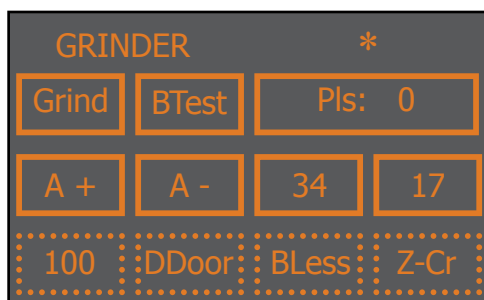 GRINDER *
Grind BTest Pls: 0
A + A - 34 17
100 DDoor BLess Z-Cr